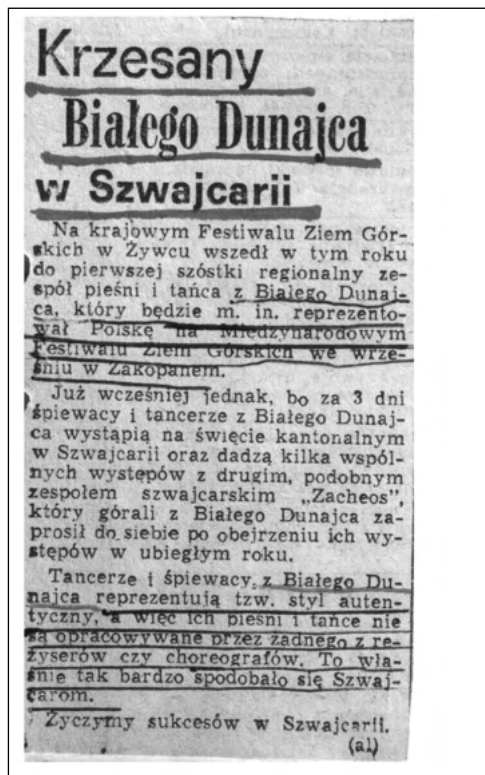 Krzesany
Białego Dunajca
w Szwajcarii
Na krajowym Festiwalu Ziem Gór-
skich w Żywcu wszedł w tym roku
do pierwszej szóstki regionalny ze-
spół pieśni i tańca z Białego Dunaj-
ca, który będzie m. in. reprezento-
wał Polskę na Międzynarodowym
Festiwalu Ziem Górskich we wrze-
śniu w Zakopanem.
Już wcześniej jednak, bo za 3 dni
śpiewacy i tancerze z Białego Dunaj-
ca wystąpią na święcie kantonalnym
w Szwajcarii oraz dadzą kilka wspól-
nych występów z drugim, podobnym
zespołem szwajcarskim „Zacheos",
który górali z Białego Dunajca za-
prosił do siebie po obejrzeniu ich wy-
stępów w ubiegłym roku.
Tancerze i śpiewacy z Białego Du-
najca reprezentują tzw. styl auten-
tyczny, a więc ich pieśni i tańce nie
są opracowywane przez żadnego z re-
żyserów czy choreografów. To wła-
śnie tak bardzo spodobało się Szwaj-
carom.
Życzymy sukcesów w Szwajcarii.
(al)